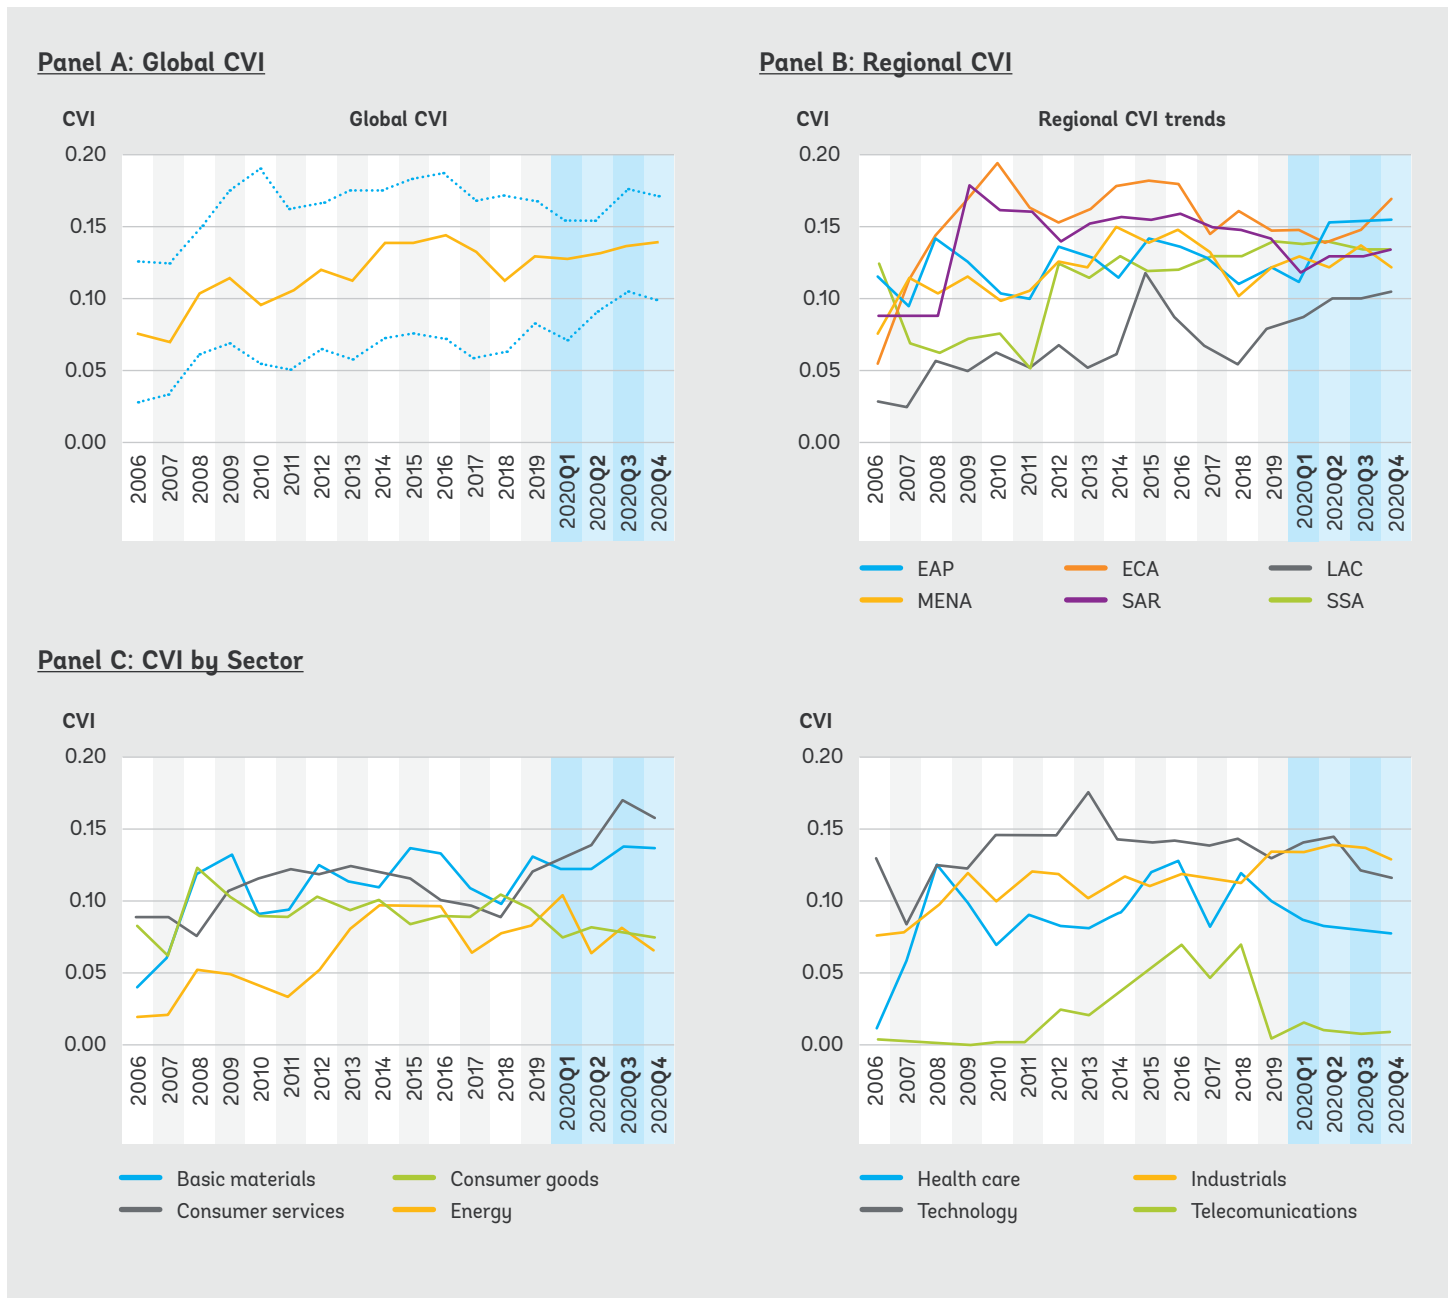 Panel A: Global CVI
CVI
Global CVI
0.20
0.15
0.10
0.05
0.00
2006
2007
2008
2009
2010
2011
2012
2013
2014
2015
2016
2017
2018
2019
2020Q1
2020Q2
2020Q3
2020Q4
Panel B: Regional CVI
CVI
Regional CVI trends
0.20
0.15
0.10
0.05
0.00
2006
2007
2008
2009
2010
2011
2012
2013
2014
2015
2016
2017
2018
2019
2020Q1
2020Q2
2020Q3
2020Q4
EAP
ECA
LAC
MENA
SAR
SSA
Panel C: CVI by Sector
CVI
0.20
0.15
0.10
0.05
0.00
2006
2007
2008
2009
2010
2011
2012
2013
2014
2015
2016
2017
2018
2019
2020Q1
2020Q2
2020Q3
2020Q4
Basic materials
Consumer goods
Consumer services
Energy
CVI
0.20
0.15
0.10
0.05
0.00
2006
2007
2008
2009
2010
2011
2012
2013
2014
2015
2016
2017
2018
2019
2020Q1
2020Q2
2020Q3
2020Q4
Health care
Industrials
Technology
Telecomunications